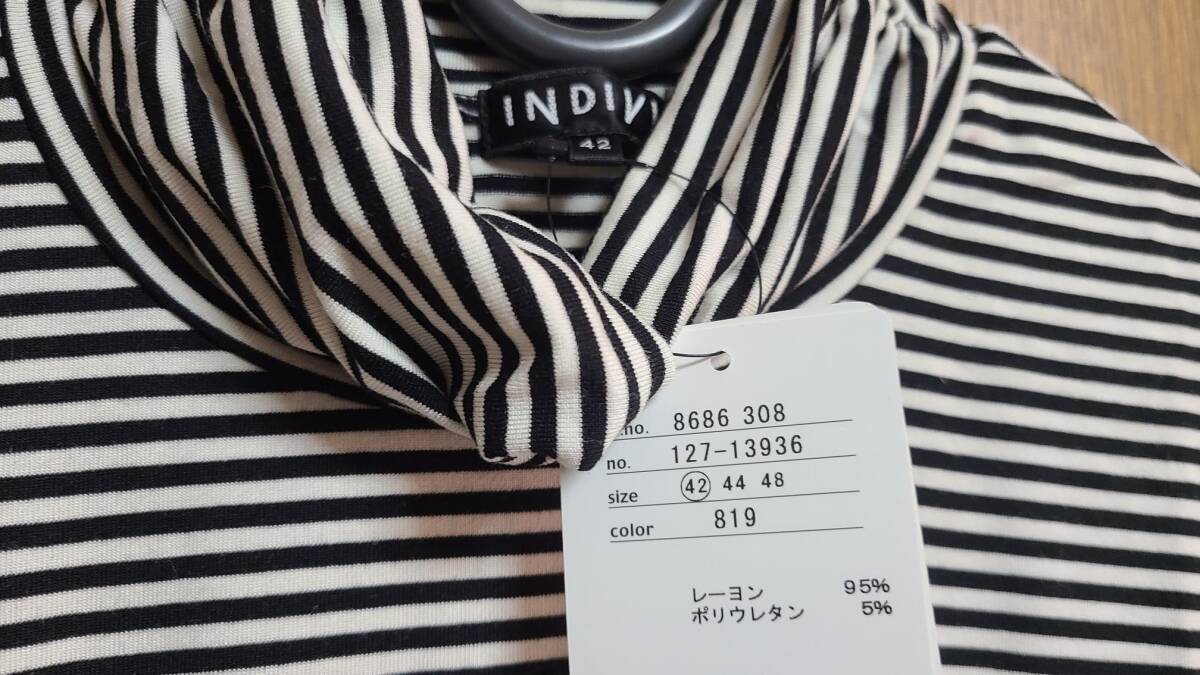 INDIVI
42
.no. 8686 308
no. 127-13936
size 42 44 48
color 819
レーヨン 95%
ポリウレタン 5%